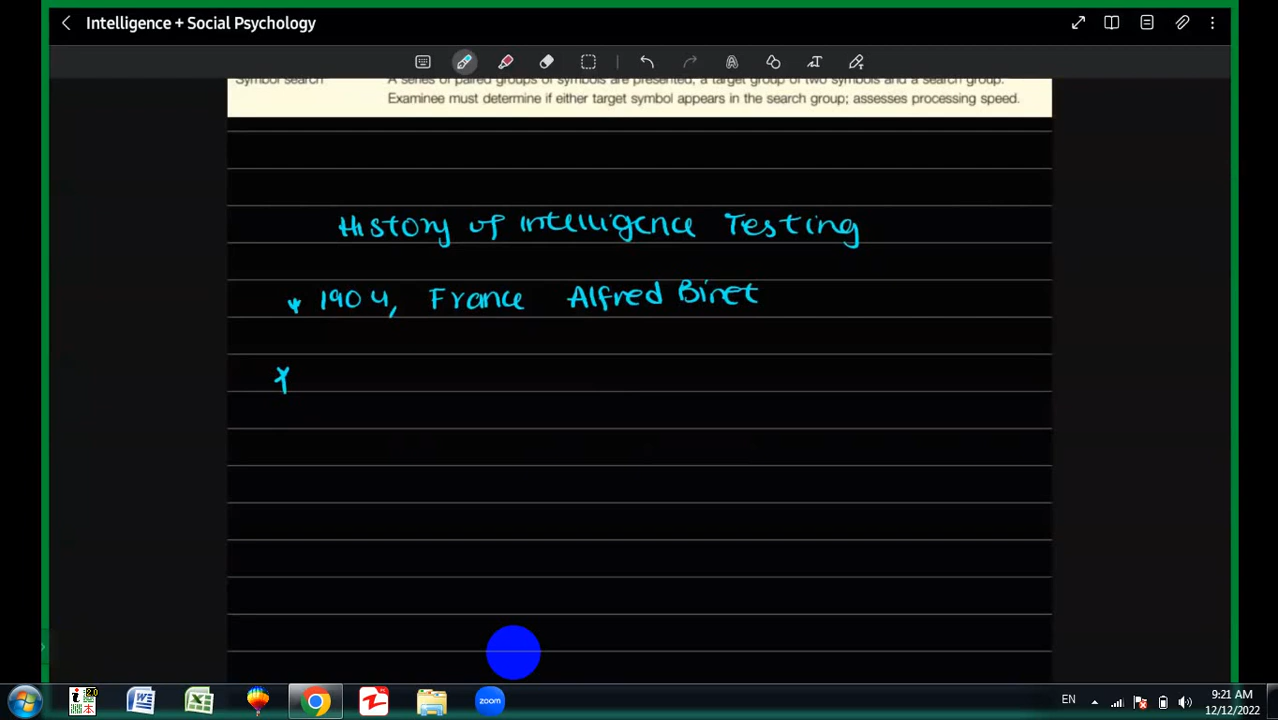 Intelligence + Social Psychology
Symbol search A series of paired groups of symbols are presented, a target group of two symbols and a search group.
Examinee must determine if either target symbol appears in the search group; assesses processing speed.
History of Intelligence Testing
* 1904, France Alfred Binet
*
zoom
EN
9:21 AM
12/12/2022